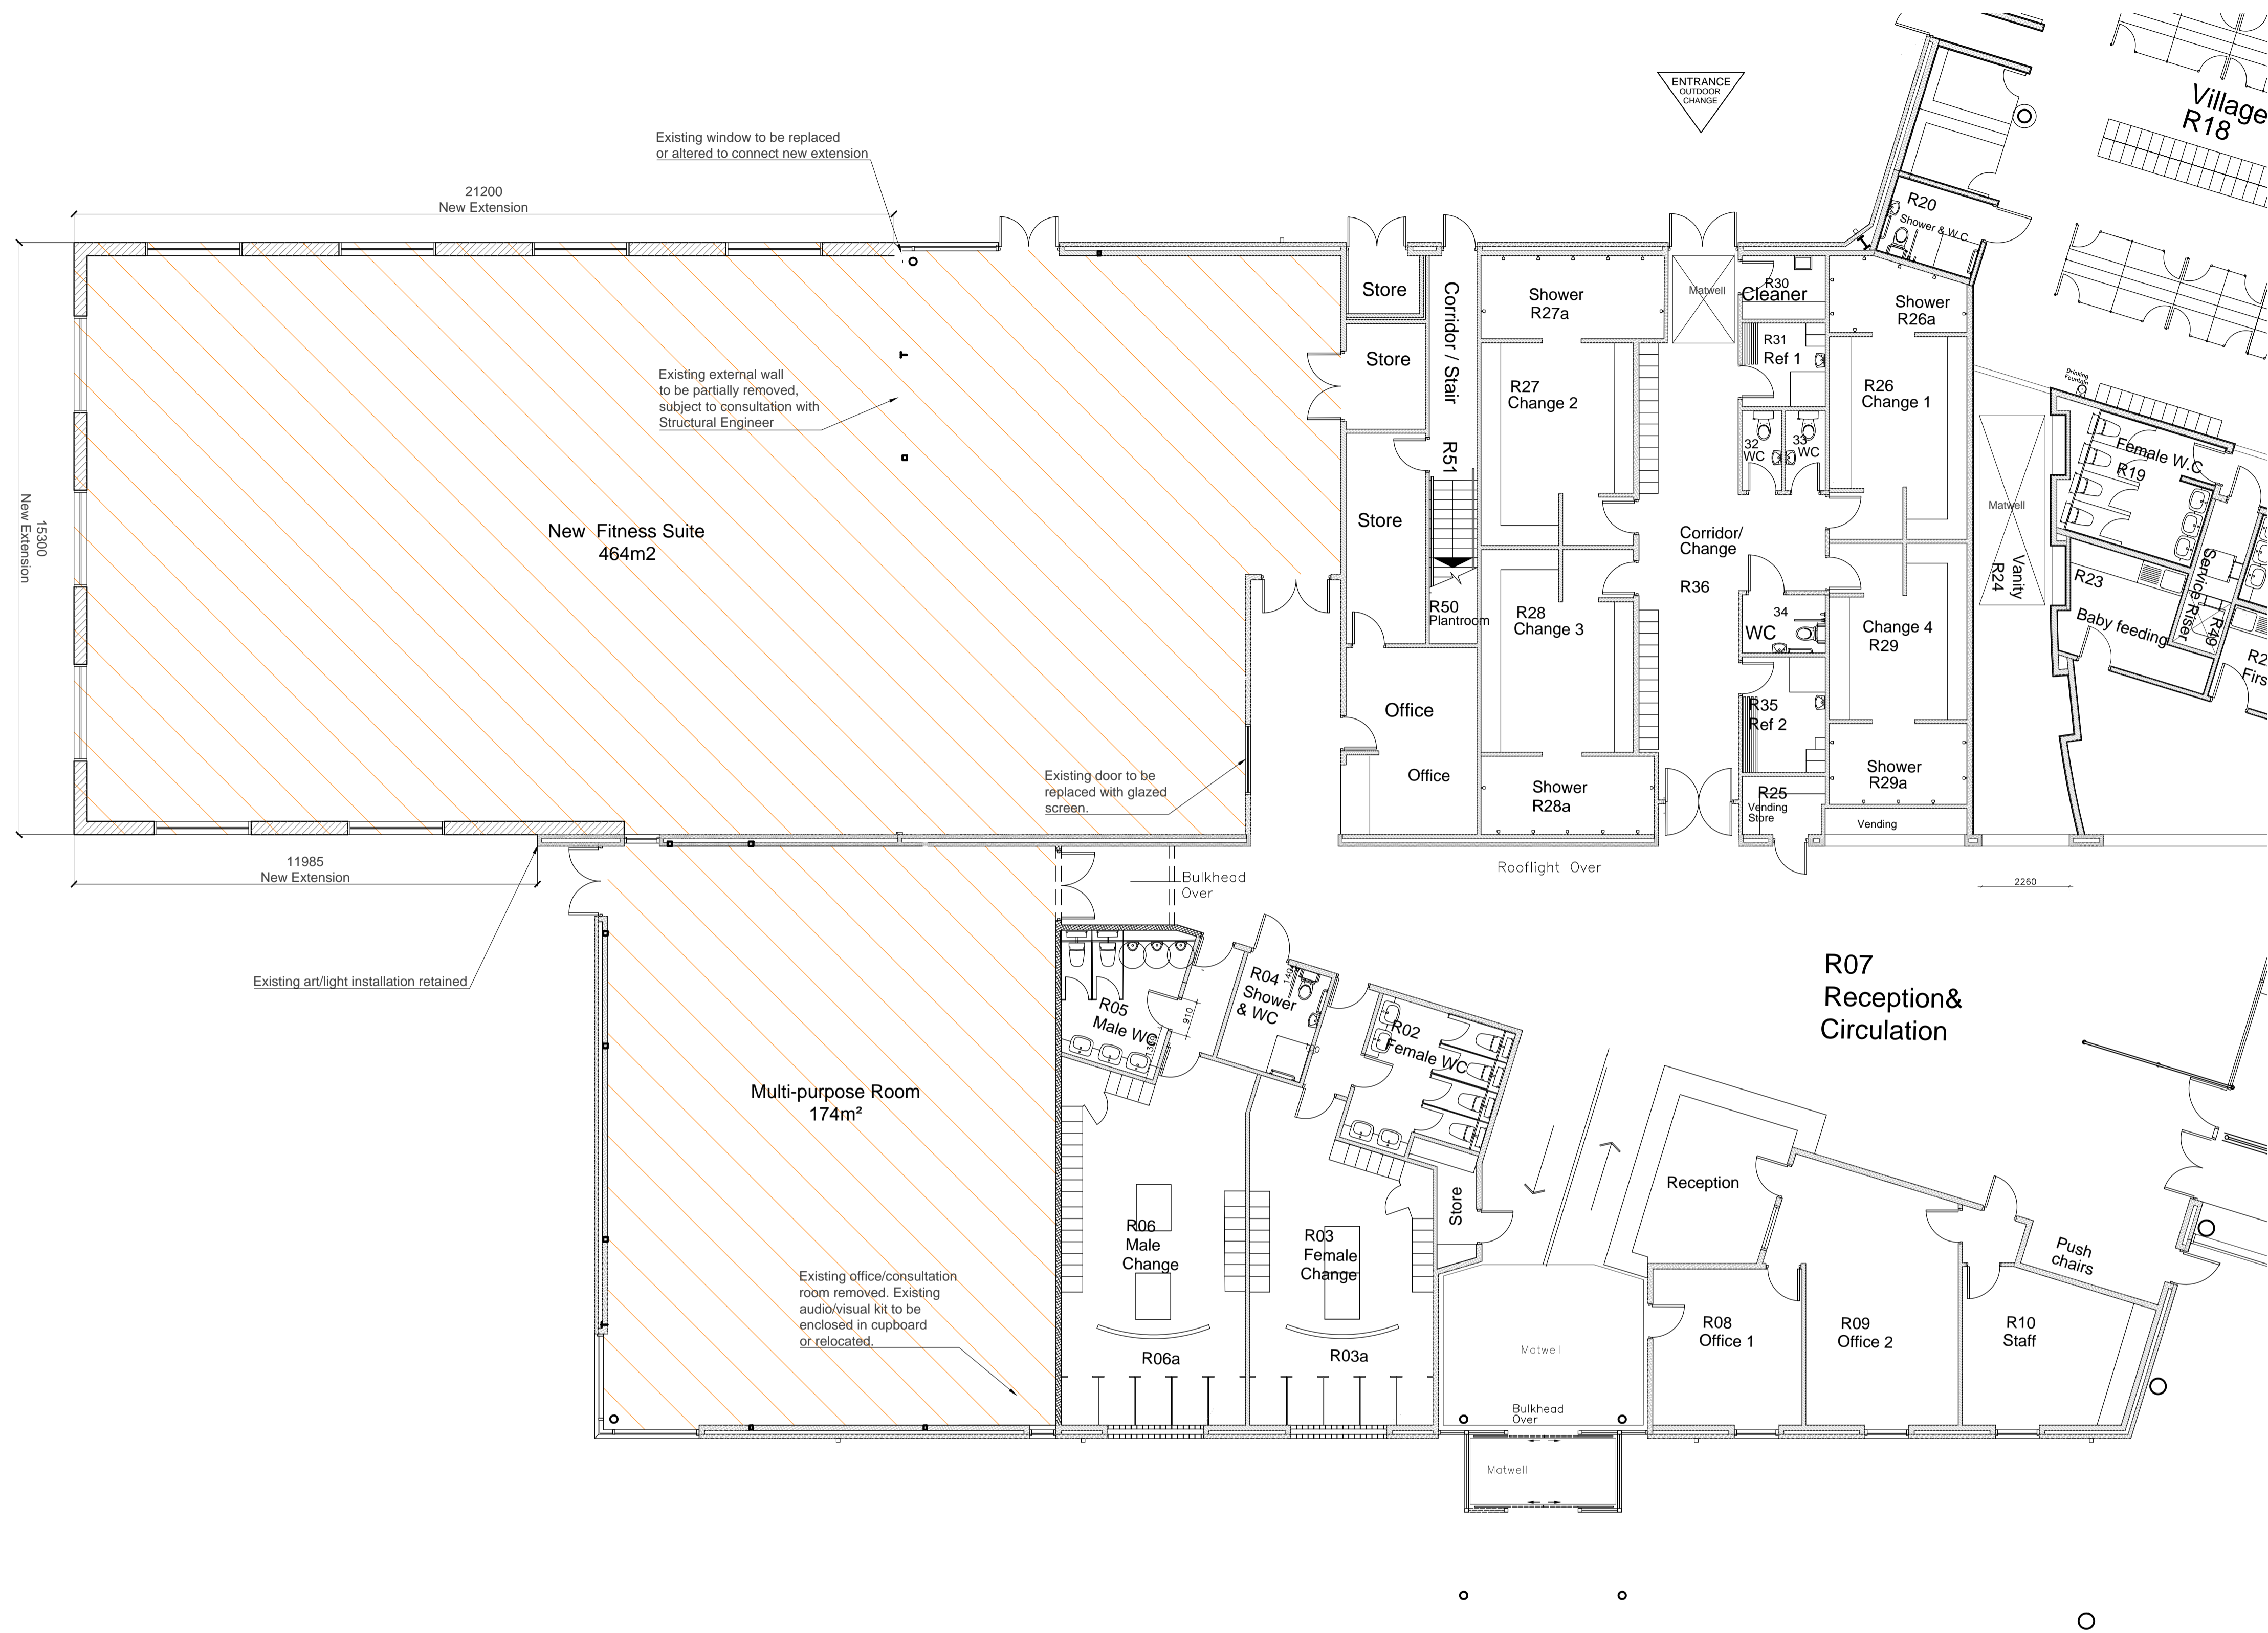 ENTRANCE
OUTDOOR
CHANGE
Village
R18
Existing window to be replaced
or altered to connect new extension
21200
New Extension
R20
Shower & W.C
15300
New Extension
Existing external wall
to be partially removed,
subject to consultation with
Structural Engineer
New Fitness Suite
464m2
Store
Store
Store
Corridor / Stair
R51
R50
Plantroom
Shower
R27a
R27
Change 2
R28
Change 3
Shower
R28a
Office
Office
Matwell
R30
Cleaner
R31
Ref 1
32
WC
33
WC
Corridor/
Change
R36
34
WC
R35
Ref 2
R25
Vending
Store
Vending
Shower
R26a
R26
Change 1
Change 4
R29
Shower
R29a
Matwell
Vanity
R24
Drinking
Fountain
Female W.C
R19
R23
Baby feeding
Service Riser
R49
R2
Firs
Existing door to be
replaced with glazed
screen.
11985
New Extension
Existing art/light installation retained
Bulkhead
Over
Rooflight Over
2260
R07
Reception&
Circulation
R05
Male WC
910
R04
Shower
& WC
140
100
R02
Female WC
Multi-purpose Room
174m²
Existing office/consultation
room removed. Existing
audio/visual kit to be
enclosed in cupboard
or relocated.
R06
Male
Change
R06a
R03
Female
Change
R03a
Store
Reception
Push
chairs
R08
Office 1
R09
Office 2
R10
Staff
Matwell
Bulkhead
Over
Matwell